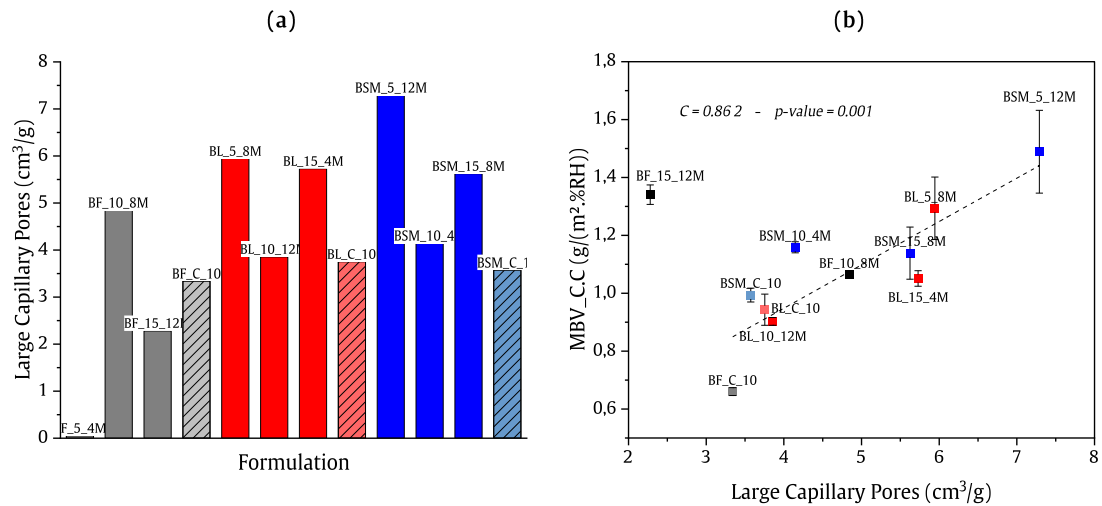 (a)
Large Capillary Pores (cm³/g)
8
7
6
5
4
3
2
1
0
F_5_4M
BF_10_8M
BF_15_12M
BF_C_10
BL_5_8M
BL_10_12M
BL_15_4M
BL_C_10
BSM_5_12M
BSM_10_4
BSM_15_8M
BSM_C_1
Formulation
(b)
MBV_C.C (g/(m².%RH))
1,8
1,6
1,4
1,2
1,0
0,8
0,6
C = 0.86 2 - p-value = 0.001
BSM_5_12M
BF_15_12M
BL_5_8M
BSM_10_4M
BSM_15_8M
BF_10_8M
BSM_C_10
BL_15_4M
BL_C_10
BL_10_12M
BF_C_10
2
3
4
5
6
7
8
Large Capillary Pores (cm³/g)